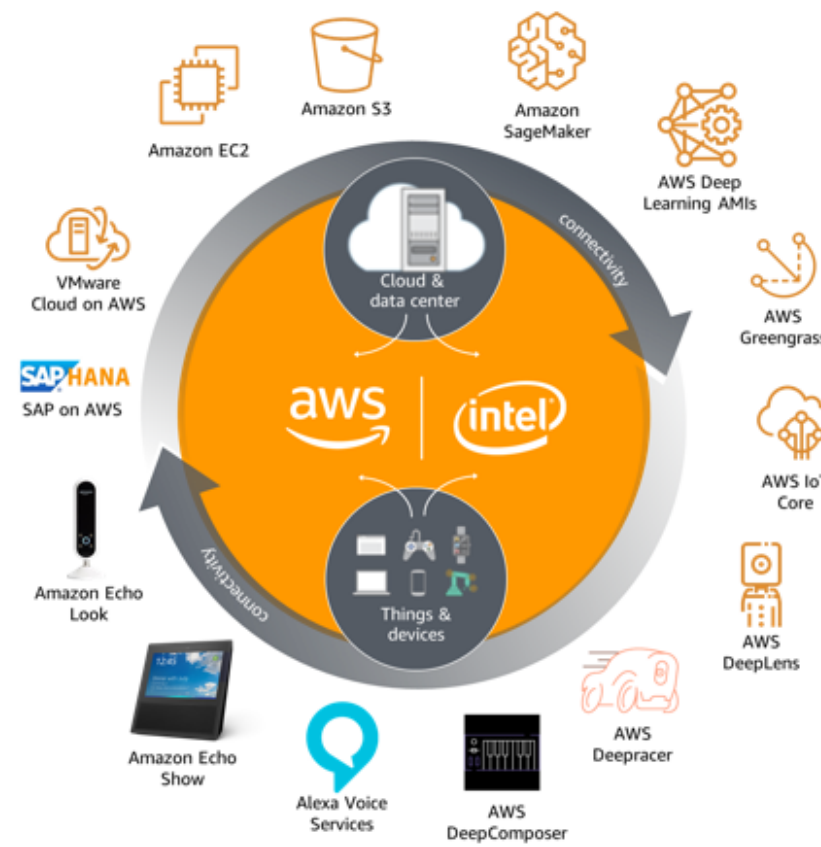 Amazon S3
Amazon
SageMaker
Amazon EC2
AWS Deep
Learning AMIs
connectivity
Cloud &
data center
VMware
Cloud on AWS
AWS
Greengrass
SAP HANA
SAP on AWS
aws
intel
AWS IoT
Core
Amazon Echo
Look
connectivity
Things &
devices
AWS
DeepLens
12:45
Amazon Echo
Show
AWS
Deepracer
Alexa Voice
Services
AWS
DeepComposer